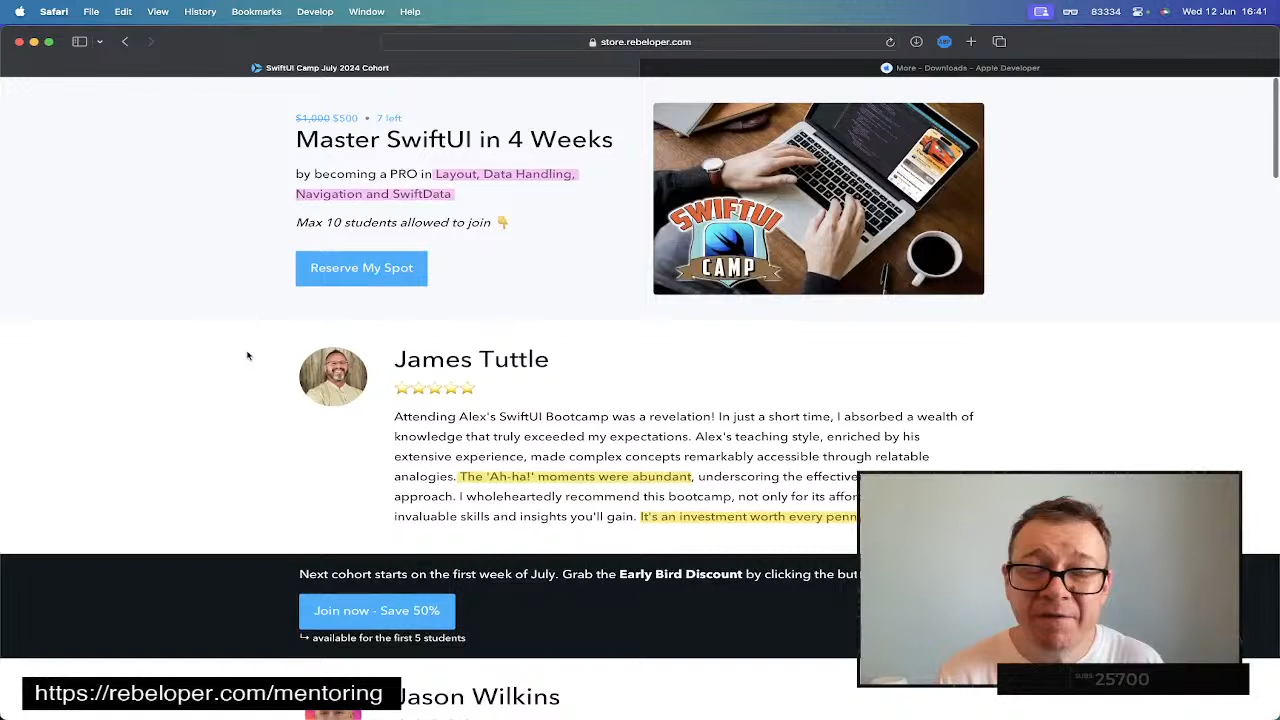 Safari File Edit View History Bookmarks Develop Window Help 83334 Wed 12 Jun 16:41
store.rebeloper.com AMP
SwiftUI Camp July 2024 Cohort
More – Downloads – Apple Developer
$1,000 $500 • 7 left
Master SwiftUI in 4 Weeks
by becoming a PRO in Layout, Data Handling,
Navigation and SwiftData
Max 10 students allowed to join 👇
Reserve My Spot
SWIFTUI
CAMP
James Tuttle
⭐⭐⭐⭐⭐
Attending Alex's SwiftUI Bootcamp was a revelation! In just a short time, I absorbed a wealth of
knowledge that truly exceeded my expectations. Alex's teaching style, enriched by his
extensive experience, made complex concepts remarkably accessible through relatable
analogies. The 'Ah-ha!' moments were abundant, underscoring the effective
approach. I wholeheartedly recommend this bootcamp, not only for its affor
invaluable skills and insights you'll gain. It's an investment worth every penn
Next cohort starts on the first week of July. Grab the Early Bird Discount by clicking the but
Join now - Save 50%
↳ available for the first 5 students
Jason Wilkins
https://rebeloper.com/mentoring
SUBS: 25700